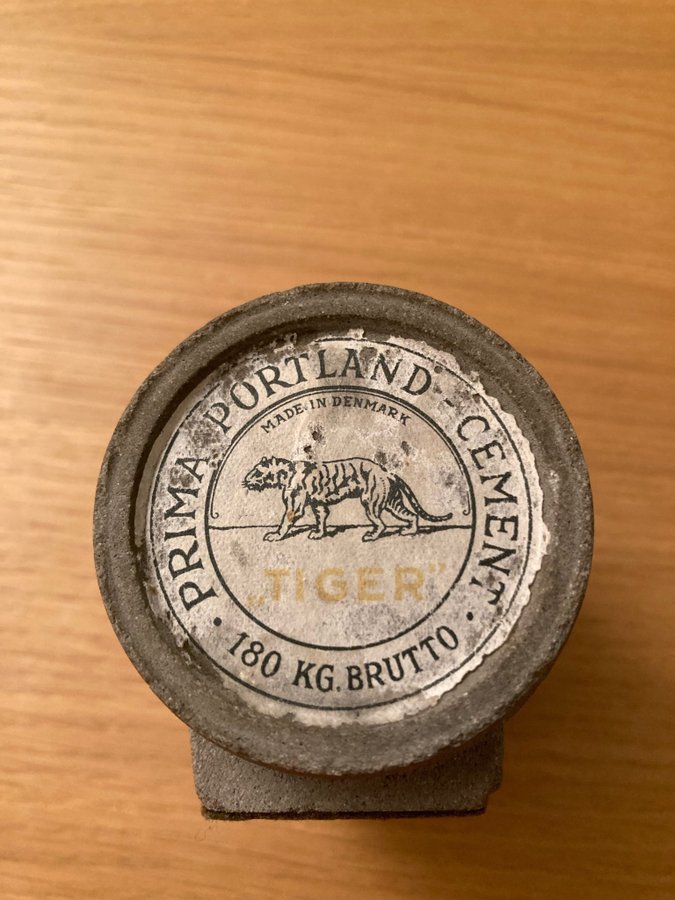 PRIMA PORTLAND-CEMENT
MADE IN DENMARK
„TIGER”
· 180 KG. BRUTTO ·